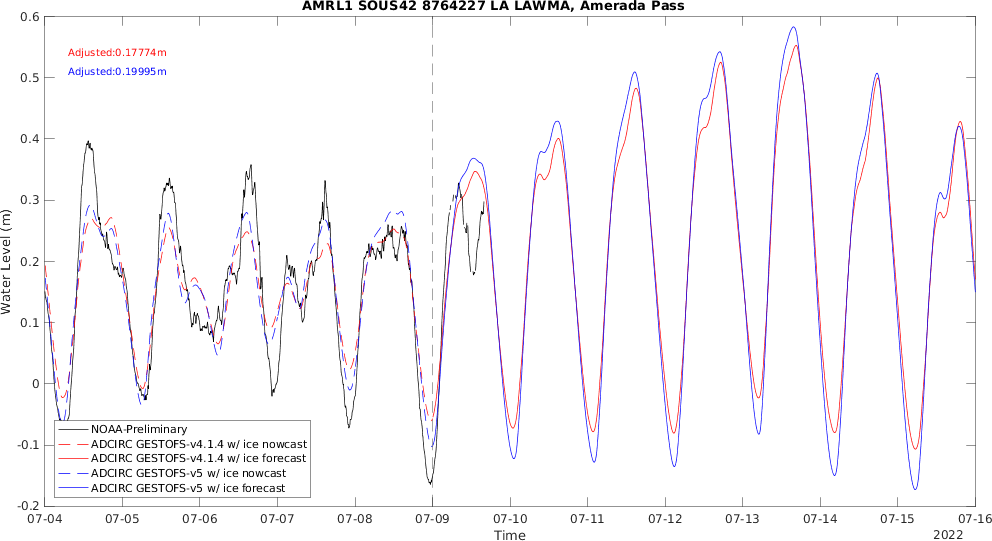 AMRL1 SOUS42 8764227 LA LAWMA, Amerada Pass
Adjusted:0.17774m
Adjusted:0.19995m
0.6
0.5
0.4
0.3
0.2
0.1
0
-0.1
-0.2
Water Level (m)
NOAA-Preliminary
ADCIRC GESTOFS-v4.1.4 w/ ice nowcast
ADCIRC GESTOFS-v4.1.4 w/ ice forecast
ADCIRC GESTOFS-v5 w/ ice nowcast
ADCIRC GESTOFS-v5 w/ ice forecast
07-04 07-05 07-06 07-07 07-08 07-09 07-10 07-11 07-12 07-13 07-14 07-15 07-16
Time
2022